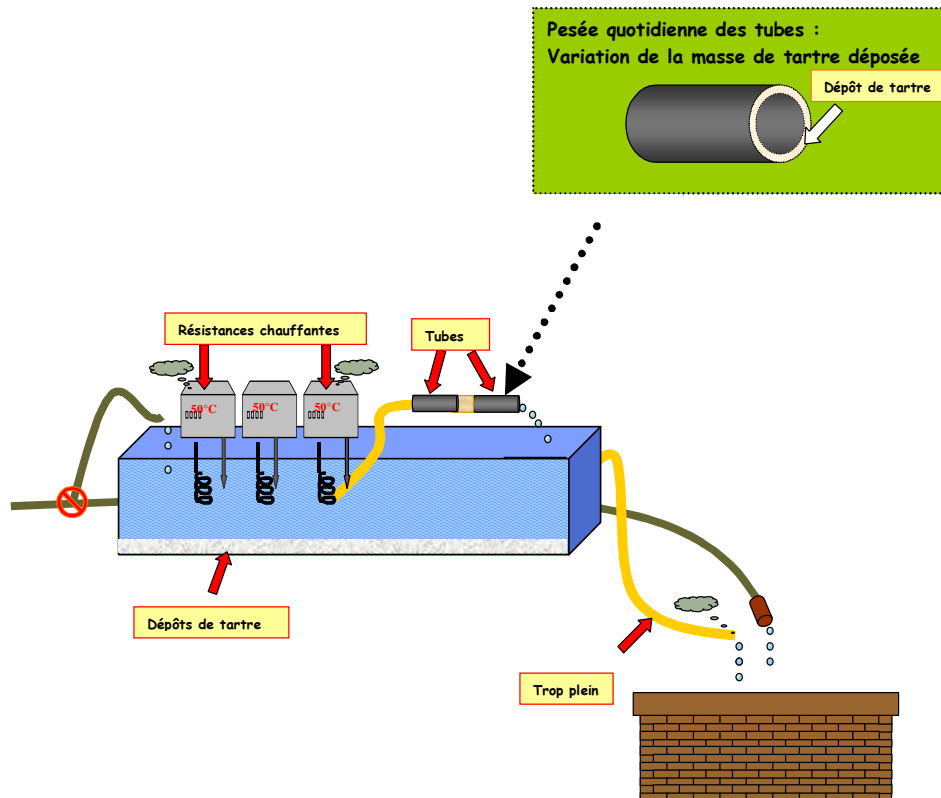 Pesée quotidienne des tubes :
Variation de la masse de tartre déposée
Dépôt de tartre
Résistances chauffantes
Tubes
50°C
50°C
50°C
Dépôts de tartre
Trop plein